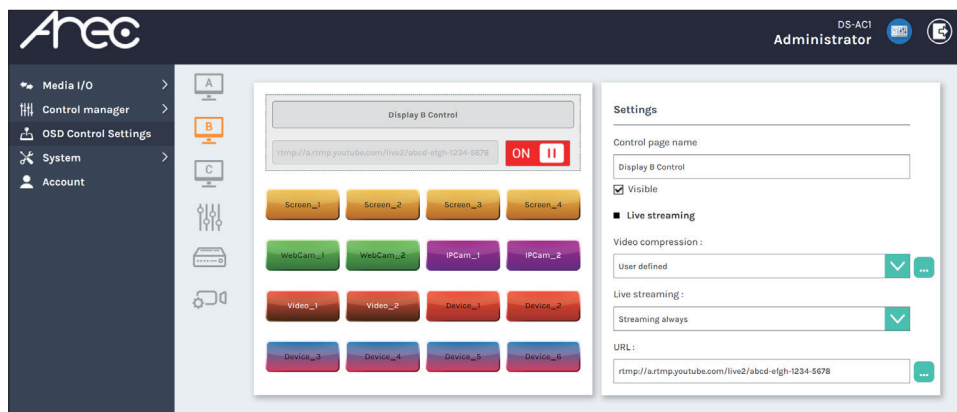 Arec
DS-AC1
Administrator
Media I/O
Control manager
OSD Control Settings
System
Account
A
B
C
Display B Control
rtmp://a.rtmp.youtube.com/live2/abcd-efgh-1234-5678
ON
Screen_1 Screen_2 Screen_3 Screen_4
WebCam_1 WebCam_2 IPCam_1 IPCam_2
Video_1 Video_2 Device_1 Device_2
Device_3 Device_4 Device_5 Device_6
Settings
Control page name
Display B Control
Visible
Live streaming
Video compression :
User defined
...
Live streaming :
Streaming always
URL :
rtmp://a.rtmp.youtube.com/live2/abcd-efgh-1234-5678
...